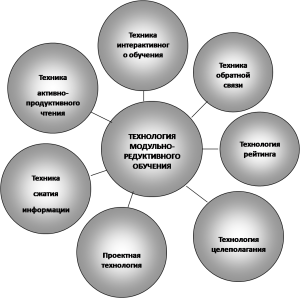 Техника
интерактивног
о обучения
Техника
обратной
связи
Технология
рейтинга
Технология
целеполагания
Проектная
технология
Техника
сжатия
информации
Техника
активно-
продуктивного
чтения
ТЕХНОЛОГИЯ
МОДУЛЬНО-
РЕДУКТИВНОГО
ОБУЧЕНИЯ